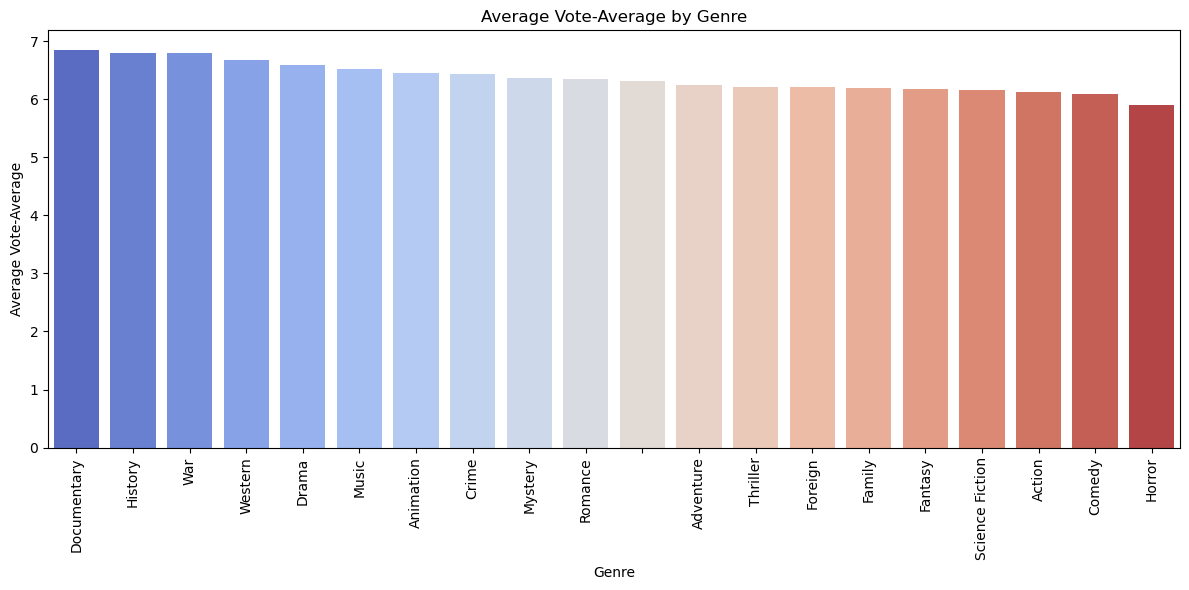 Average Vote-Average by Genre
Average Vote-Average
7
6
5
4
3
2
1
0
Documentary
History
War
Western
Drama
Music
Animation
Crime
Mystery
Romance
Adventure
Thriller
Foreign
Family
Fantasy
Science Fiction
Action
Comedy
Horror
Genre